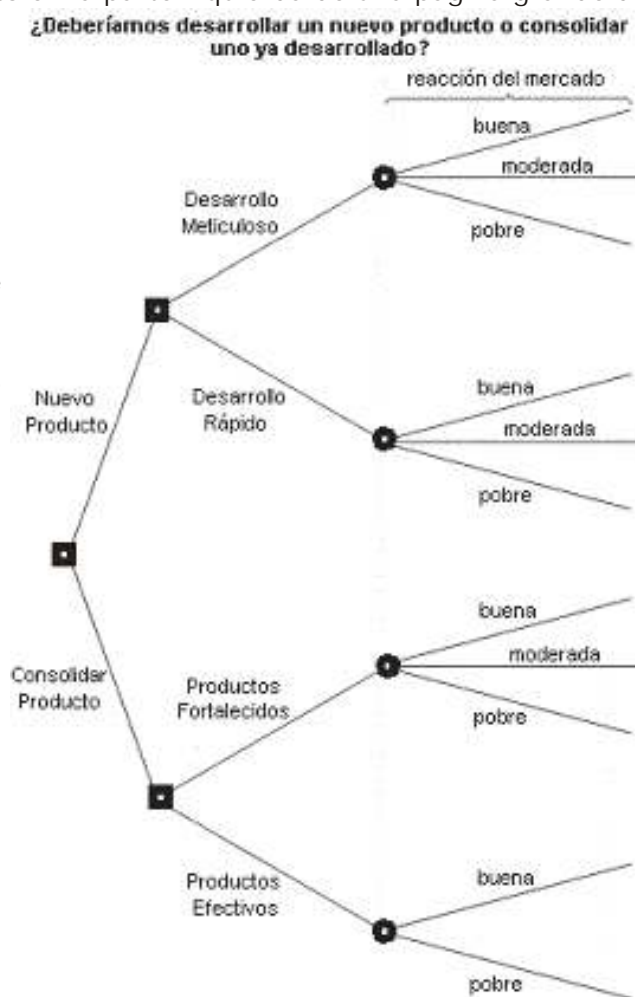 ¿Deberíamos desarrollar un nuevo producto o consolidar
uno ya desarrollado?
reacción del mercado
buena
moderada
pobre
Desarrollo
Meticuloso
Nuevo
Producto
Desarrollo
Rápido
buena
moderada
pobre
Consolidar
Producto
Productos
Fortalecidos
buena
moderada
pobre
Productos
Efectivos
buena
pobre